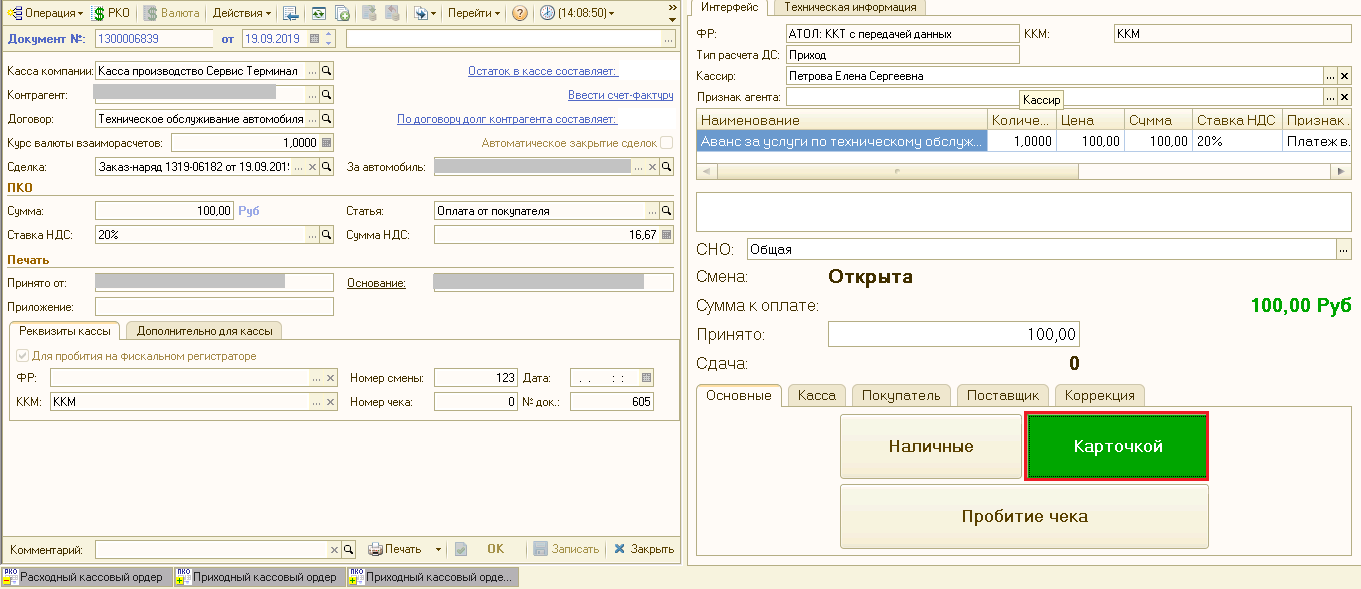 Операция РКО Валюта Действия Перейти (14:08:50)
Документ №: 1300006839 от 19.09.2019
Касса компании: Касса производство Сервис Терминал Остаток в кассе составляет:
Контрагент: Ввести счет-фактуру
Договор: Техническое обслуживание автомобиля По договору долг контрагента составляет:
Курс валюты взаиморасчетов: 1,0000 Автоматическое закрытие сделок
Сделка: Заказ-наряд 1319-06182 от 19.09.201 За автомобиль:
ПКО
Сумма: 100,00 Руб Статья: Оплата от покупателя
Ставка НДС: 20% Сумма НДС: 16,67
Печать
Принято от: Основание:
Приложение:
Реквизиты кассы Дополнительно для кассы
Для пробития на фискальном регистраторе
ФР: Номер смены: 123 Дата: . . : :
ККМ: ККМ Номер чека: 0 № док.: 605
Комментарий: Печать OK Записать Закрыть
Расходный кассовый ордер Приходный кассовый ордер Приходный кассовый орде...
Интерфейс Техническая информация
ФР: АТОЛ: ККТ с передачей данных ККМ: ККМ
Тип расчета ДС: Приход
Кассир: Петрова Елена Сергеевна
Признак агента:
Кассир
Наименование Количе... Цена Сумма Ставка НДС Признак .
Аванс за услуги по техническому обслуж... 1,0000 100,00 100,00 20% Платеж в.
СНО: Общая
Смена: Открыта
Сумма к оплате: 100,00 Руб
Принято: 100,00
Сдача: 0
Основные Касса Покупатель Поставщик Коррекция
Наличные Карточкой
Пробитие чека